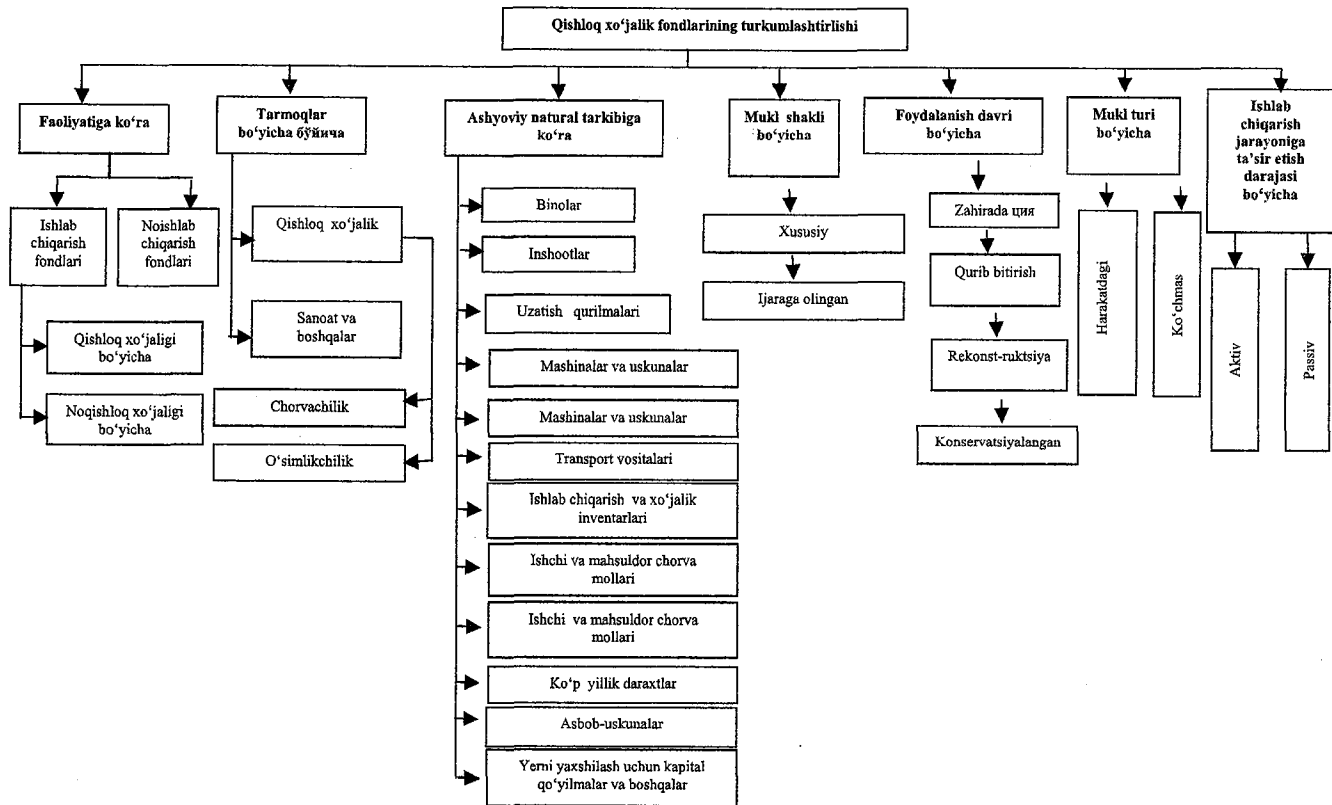 Qishloq xo‘jalik fondlarining turkumlashtirlishi
Faoliyatiga ko‘ra
Ishlab
chiqarish
fondlari
Noishlab
chiqarish
fondlari
Qishloq xo‘jaligi
bo‘yicha
Noqishloq xo‘jaligi
bo‘yicha
Tarmoqlar
bo‘yicha бўйича
Qishloq xo‘jalik
Sanoat va
boshqalar
Chorvachilik
O‘simlikchilik
Ashyoviy natural tarkibiga
ko‘ra
Binolar
Inshootlar
Uzatish qurilmalari
Mashinalar va uskunalar
Mashinalar va uskunalar
Transport vositalari
Ishlab chiqarish va xo‘jalik
inventarlari
Ishchi va mahsuldor chorva
mollari
Ishchi va mahsuldor chorva
mollari
Ko‘p yillik daraxtlar
Asbob-uskunalar
Yerni yaxshilash uchun kapital
qo‘yilmalar va boshqalar
Mukl shakli
bo‘yicha
Xususiy
Ijaraga olingan
Foydalanish davri
bo‘yicha
Zahirada ция
Qurib bitirish
Rekonst-ruktsiya
Konservatsiyalangan
Mukl turi
bo‘yicha
Harakatdagi
Ko‘chmas
Ishlab
chiqarish
jarayoniga
ta’sir etish
darajasi
bo‘yicha
Aktiv
Passiv